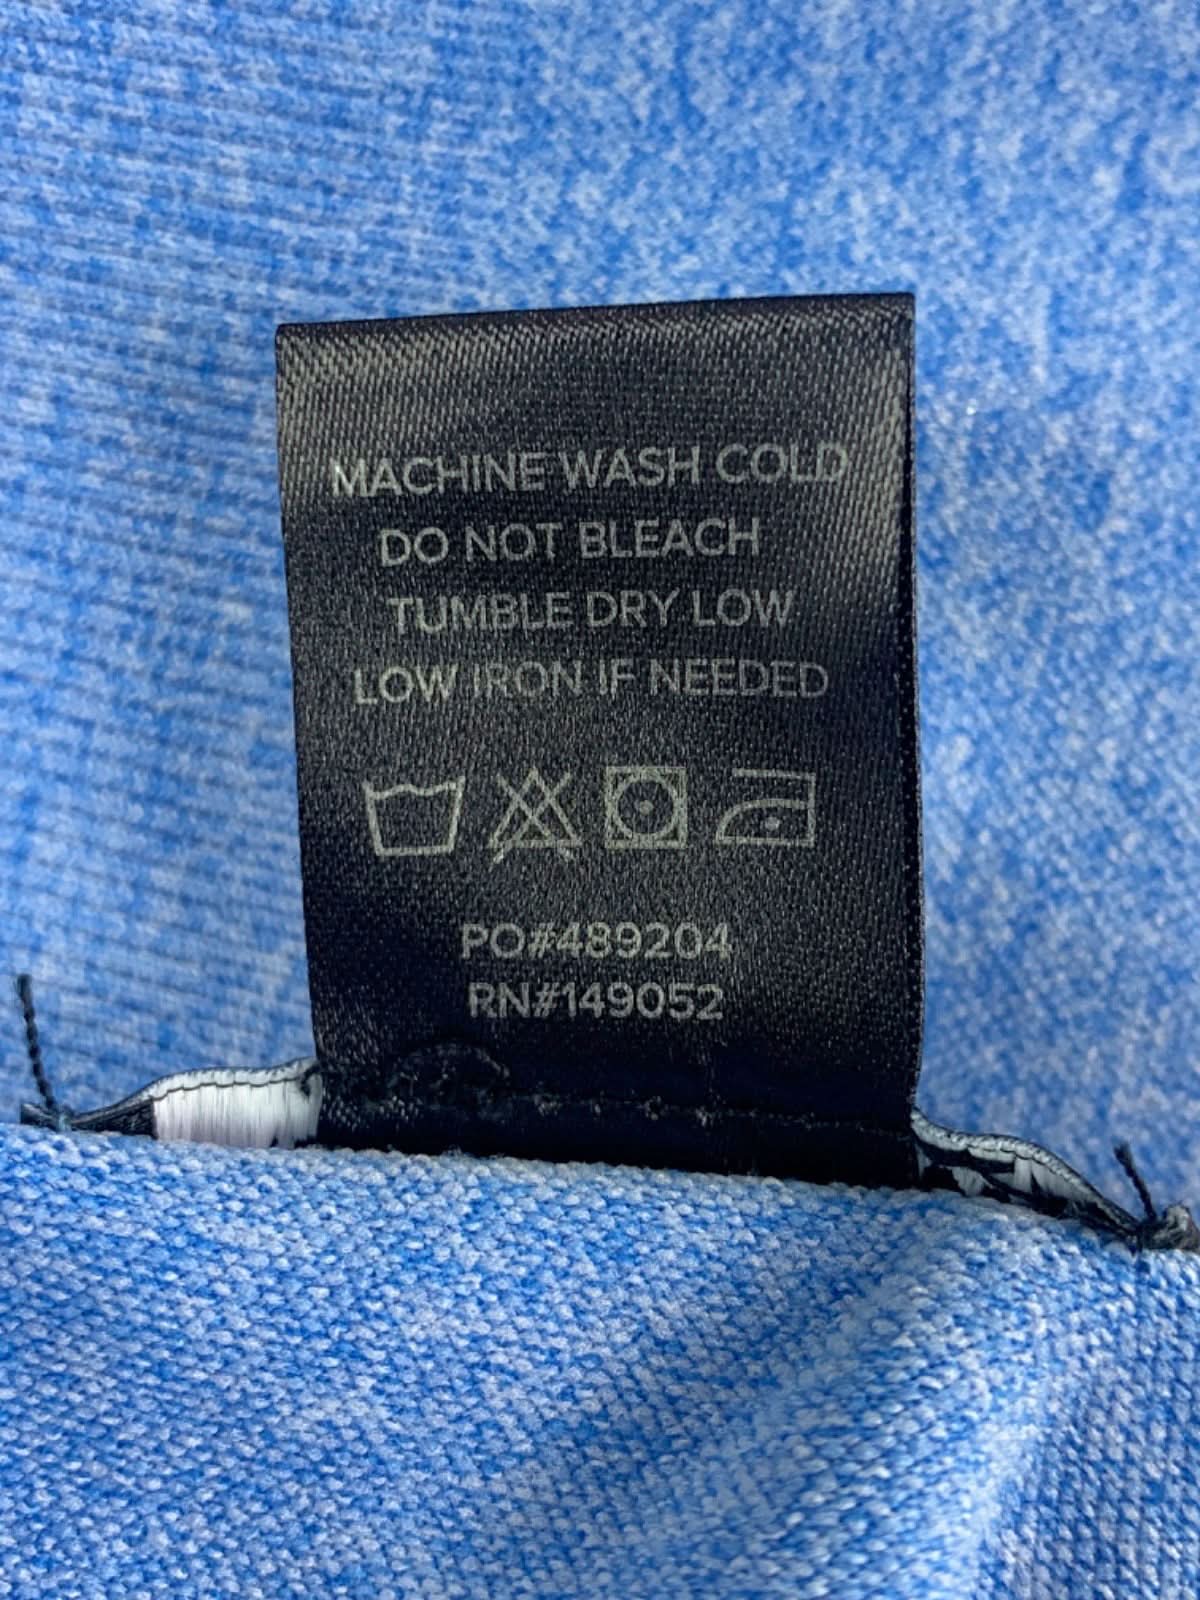 MACHINE WASH COLD
DO NOT BLEACH
TUMBLE DRY LOW
LOW IRON IF NEEDED
PO#489204
RN#149052